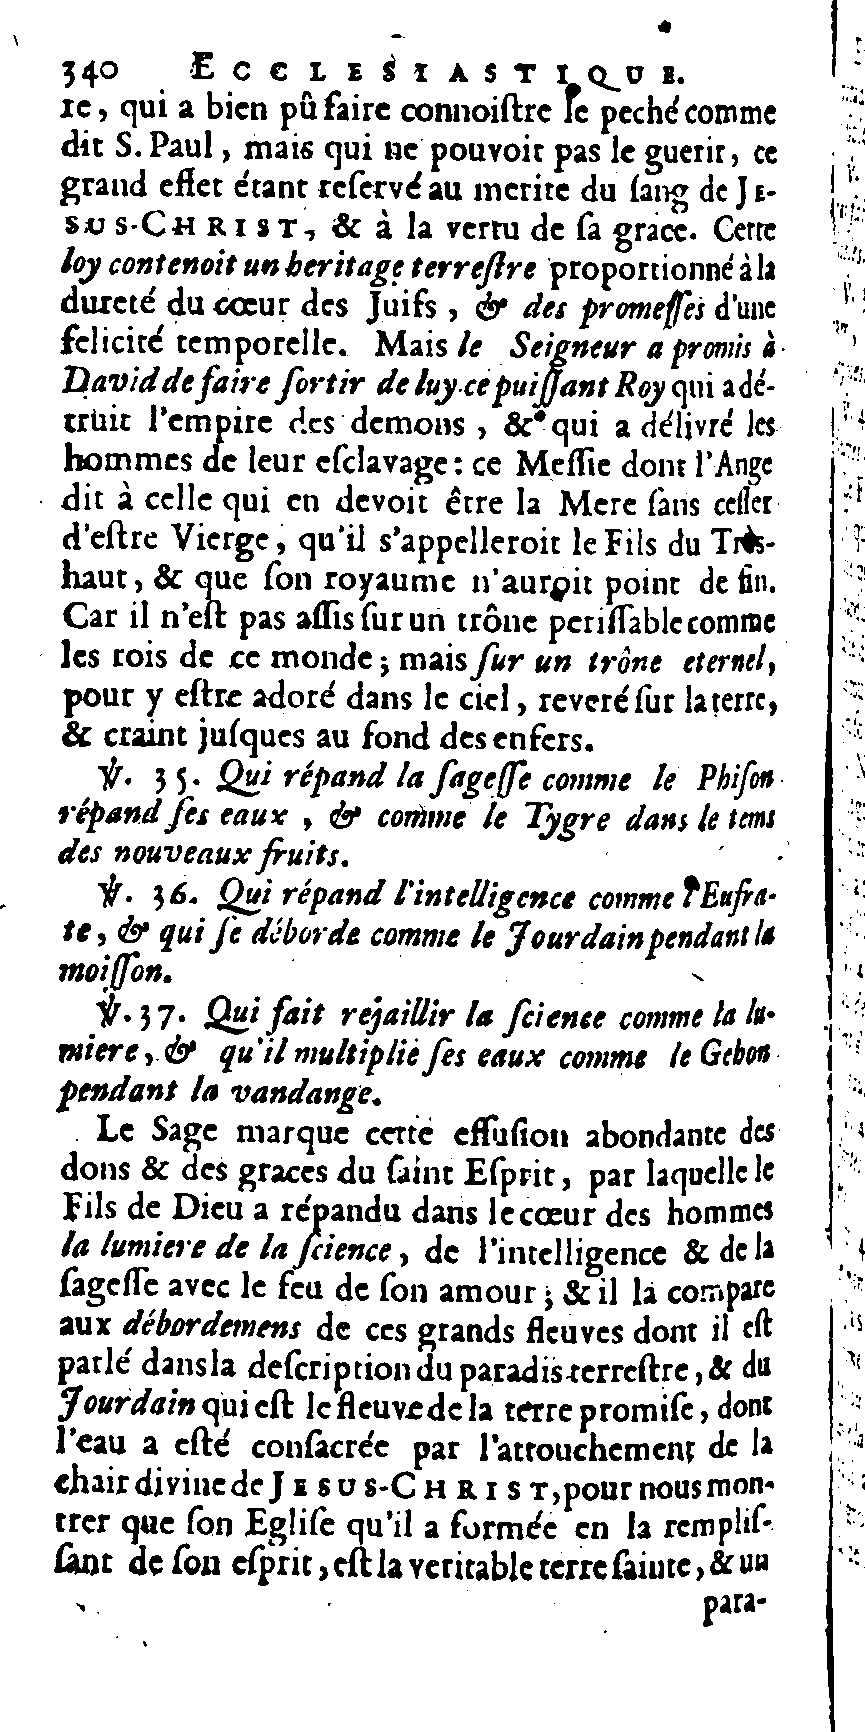 340 ECCLESIASTIQUE.
re, qui a bien pû faire connoiſtre le peché comme
dit S. Paul, mais qui ne pouvoit pas le guerir, ce
grand effet étant reſervé au merite du ſang de JE-
SUS-CHRIST, & à la vertu de ſa grace. Cette
loy contenoit un heritage terreſtre proportionné à la
dureté du cœur des Juifs, & des promeſſes d'une
felicité temporelle. Mais le Seigneur a promis à
David de faire ſortir de luy ce puiſſant Roy qui a dé-
truit l'empire des demons, & qui a délivré les
hommes de leur eſclavage: ce Meſſie dont l'Ange
dit à celle qui en devoit être la Mere ſans ceſſer
d'eſtre Vierge, qu'il s'appelleroit le Fils du Très-
haut, & que ſon royaume n'auroit point de fin.
Car il n'eſt pas aſſis ſur un trône periſſable comme
les rois de ce monde; mais ſur un trône eternel,
pour y eſtre adoré dans le ciel, reveré ſur la terre,
& craint juſques au fond des enfers.
℣. 35. Qui répand la ſageſſe comme le Phiſon
répand ſes eaux, & comme le Tygre dans le tems
des nouveaux fruits.
℣. 36. Qui répand l'intelligence comme l'Eufra-
te, & qui ſe déborde comme le Jourdain pendant la
moiſſon.
℣. 37. Qui fait rejaillir la ſcience comme la lu-
miere, & qu'il multiplie ſes eaux comme le Gehon
pendant la vandange.
Le Sage marque cette effuſion abondante des
dons & des graces du ſaint Eſprit, par laquelle le
Fils de Dieu a répandu dans le cœur des hommes
la lumiere de la ſcience, de l'intelligence & de la
ſageſſe avec le feu de ſon amour; & il la compare
aux débordemens de ces grands fleuves dont il eſt
parlé dans la deſcription du paradis terreſtre, & du
Jourdain qui eſt le fleuve de la terre promiſe, dont
l'eau a eſté conſacrée par l'attouchement de la
chair divine de JESUS-CHRIST, pour nous mon-
trer que ſon Egliſe qu'il a formée en la rempliſ-
ſant de ſon eſprit, eſt la veritable terre ſainte, & un
para-